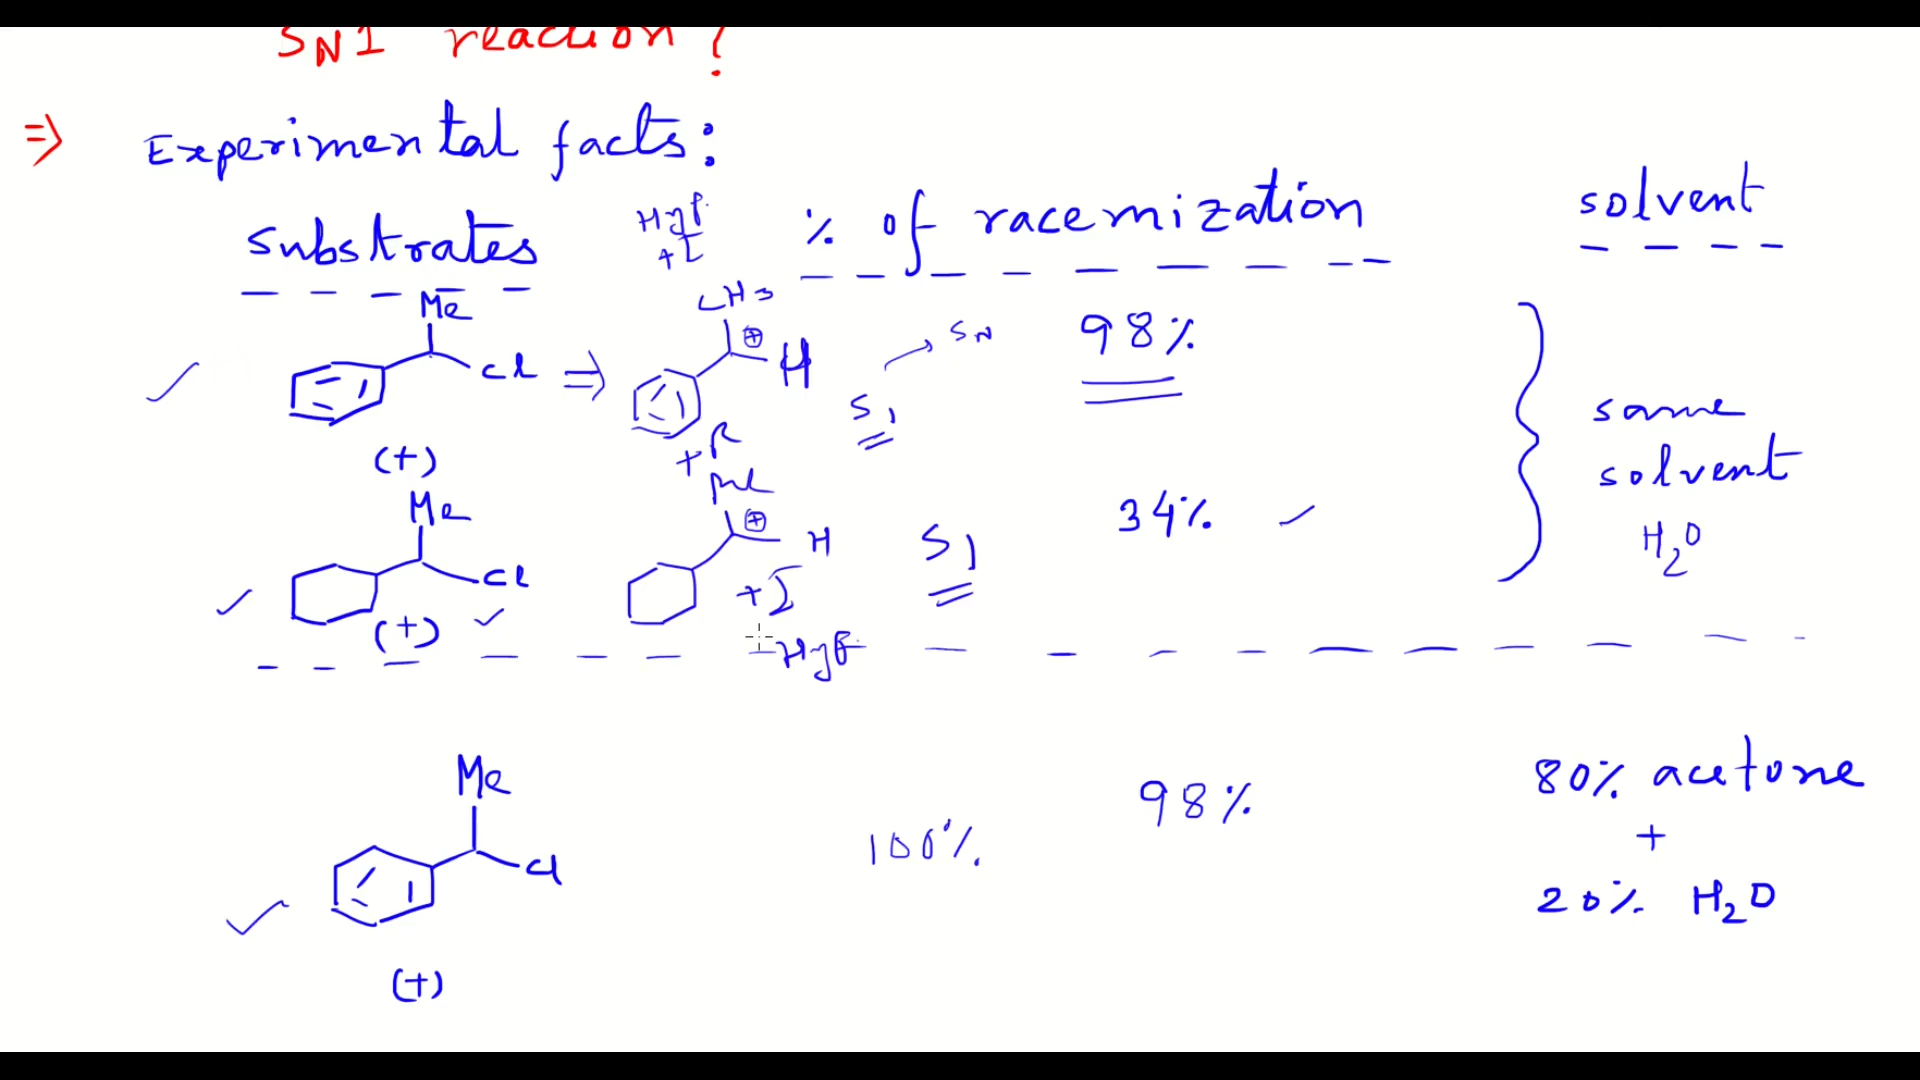 SN1 reaction?
⇒ Experimental facts:
Substrates
Hyp.
+I
% of racemization
solvent
Me
Cl
(+)
⇒
CH3
⊕
H
+R
S1
SN
98%
same
solvent
H2O
Me
Cl
(+)
Me
⊕
H
+I
S1
34%
Me
Cl
(+)
100%
98%
80% acetone
+
20% H2O